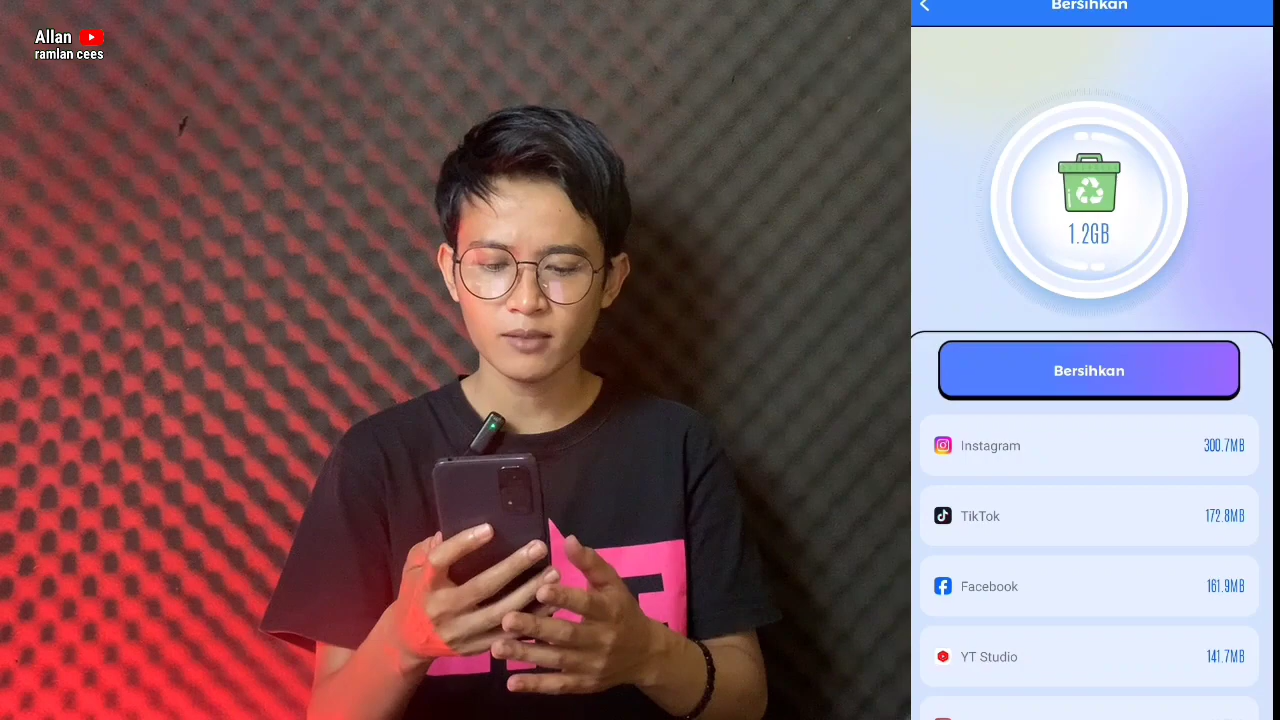 Allan
ramlan cees
Bersihkan
1.2GB
Bersihkan
Instagram 300.7MB
TikTok 172.8MB
Facebook 161.9MB
YT Studio 141.7MB